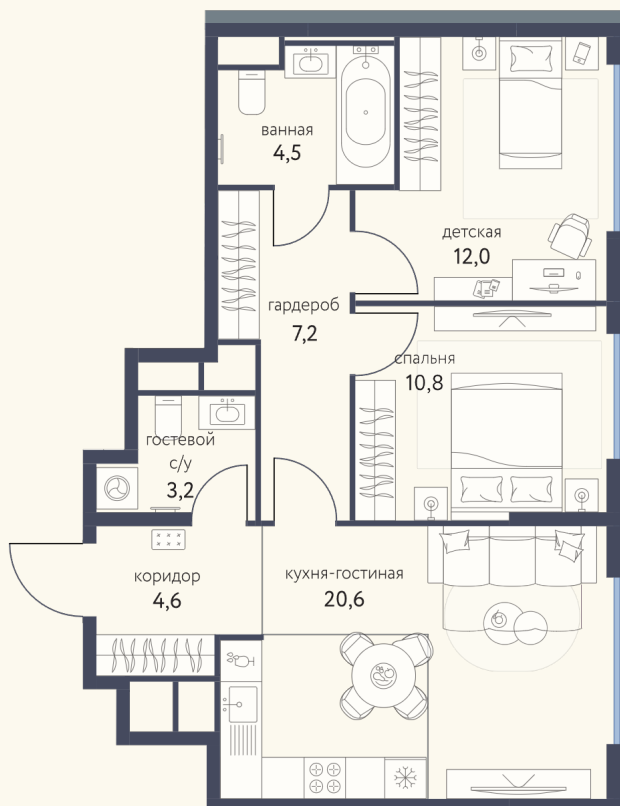 ванная
4,5
детская
12,0
гардероб
7,2
спальня
10,8
гостевой
с/у
3,2
коридор
4,6
кухня-гостиная
20,6